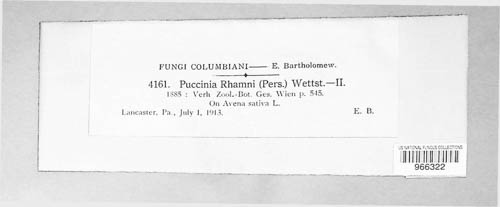 FUNGI COLUMBIANI— E. Bartholomew.
4161. Puccinia Rhamni (Pers.) Wettst.—II.
1885 : Verh Zool.-Bot. Ges. Wien p. 545.
On Avena sativa L.
Lancaster, Pa., July 1, 1913. E. B.
US NATIONAL FUNGUS COLLECTIONS
966322